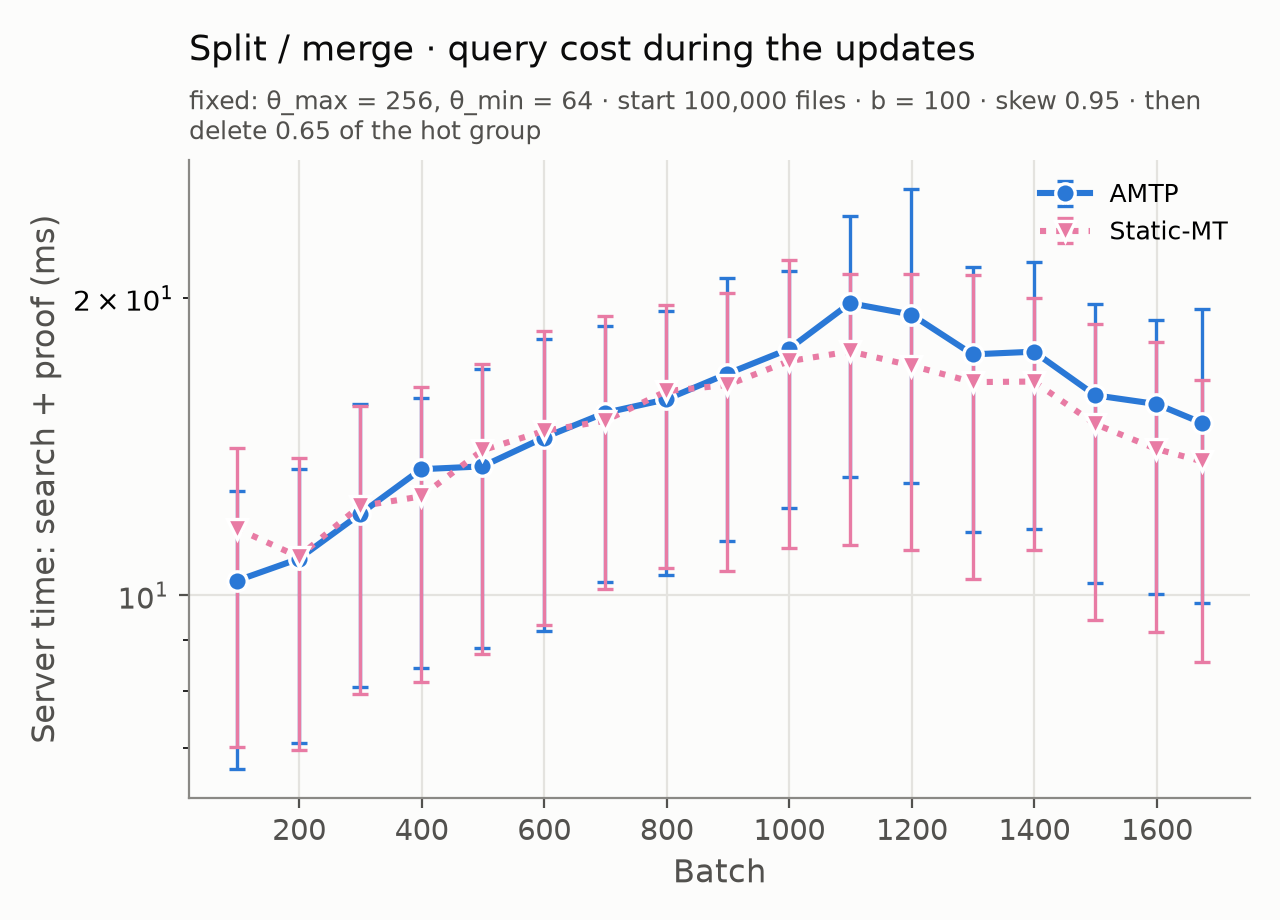 Split / merge · query cost during the updates
fixed: θ_max = 256, θ_min = 64 · start 100,000 files · b = 100 · skew 0.95 · then
delete 0.65 of the hot group
AMTP
Static-MT
Server time: search + proof (ms)
2 × 10¹
10¹
200 400 600 800 1000 1200 1400 1600
Batch